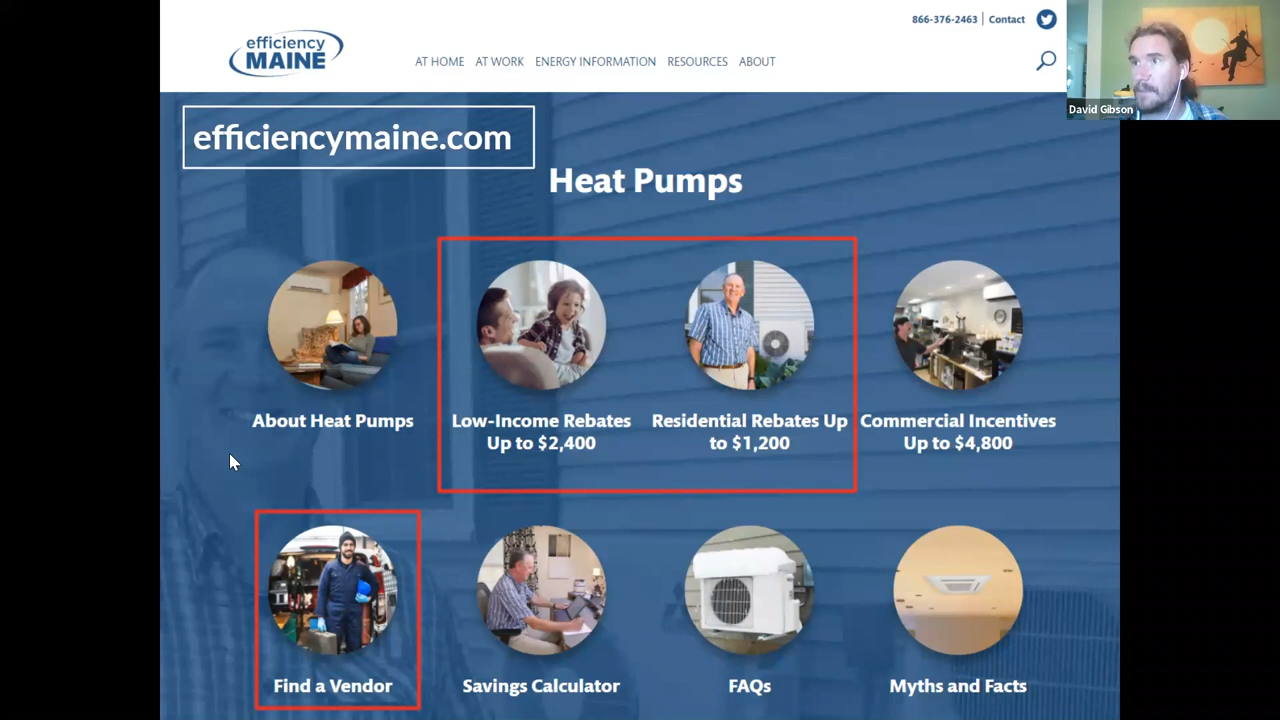 866-376-2463 | Contact
efficiency
MAINE
AT HOME AT WORK ENERGY INFORMATION RESOURCES ABOUT
David Gibson
efficiencymaine.com
Heat Pumps
About Heat Pumps
Low-Income Rebates
Up to $2,400
Residential Rebates Up
to $1,200
Commercial Incentives
Up to $4,800
Find a Vendor
Savings Calculator
FAQs
Myths and Facts